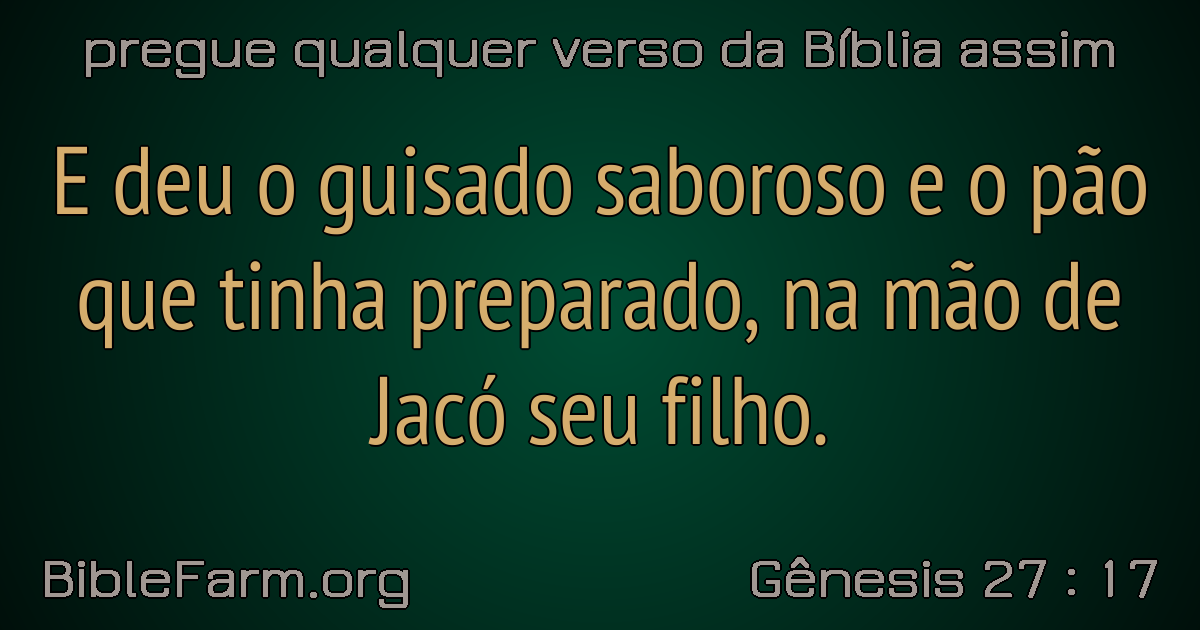 pregue qualquer verso da Bíblia assim
E deu o guisado saboroso e o pão
que tinha preparado, na mão de
Jacó seu filho.
BibleFarm.org
Gênesis 27 : 17